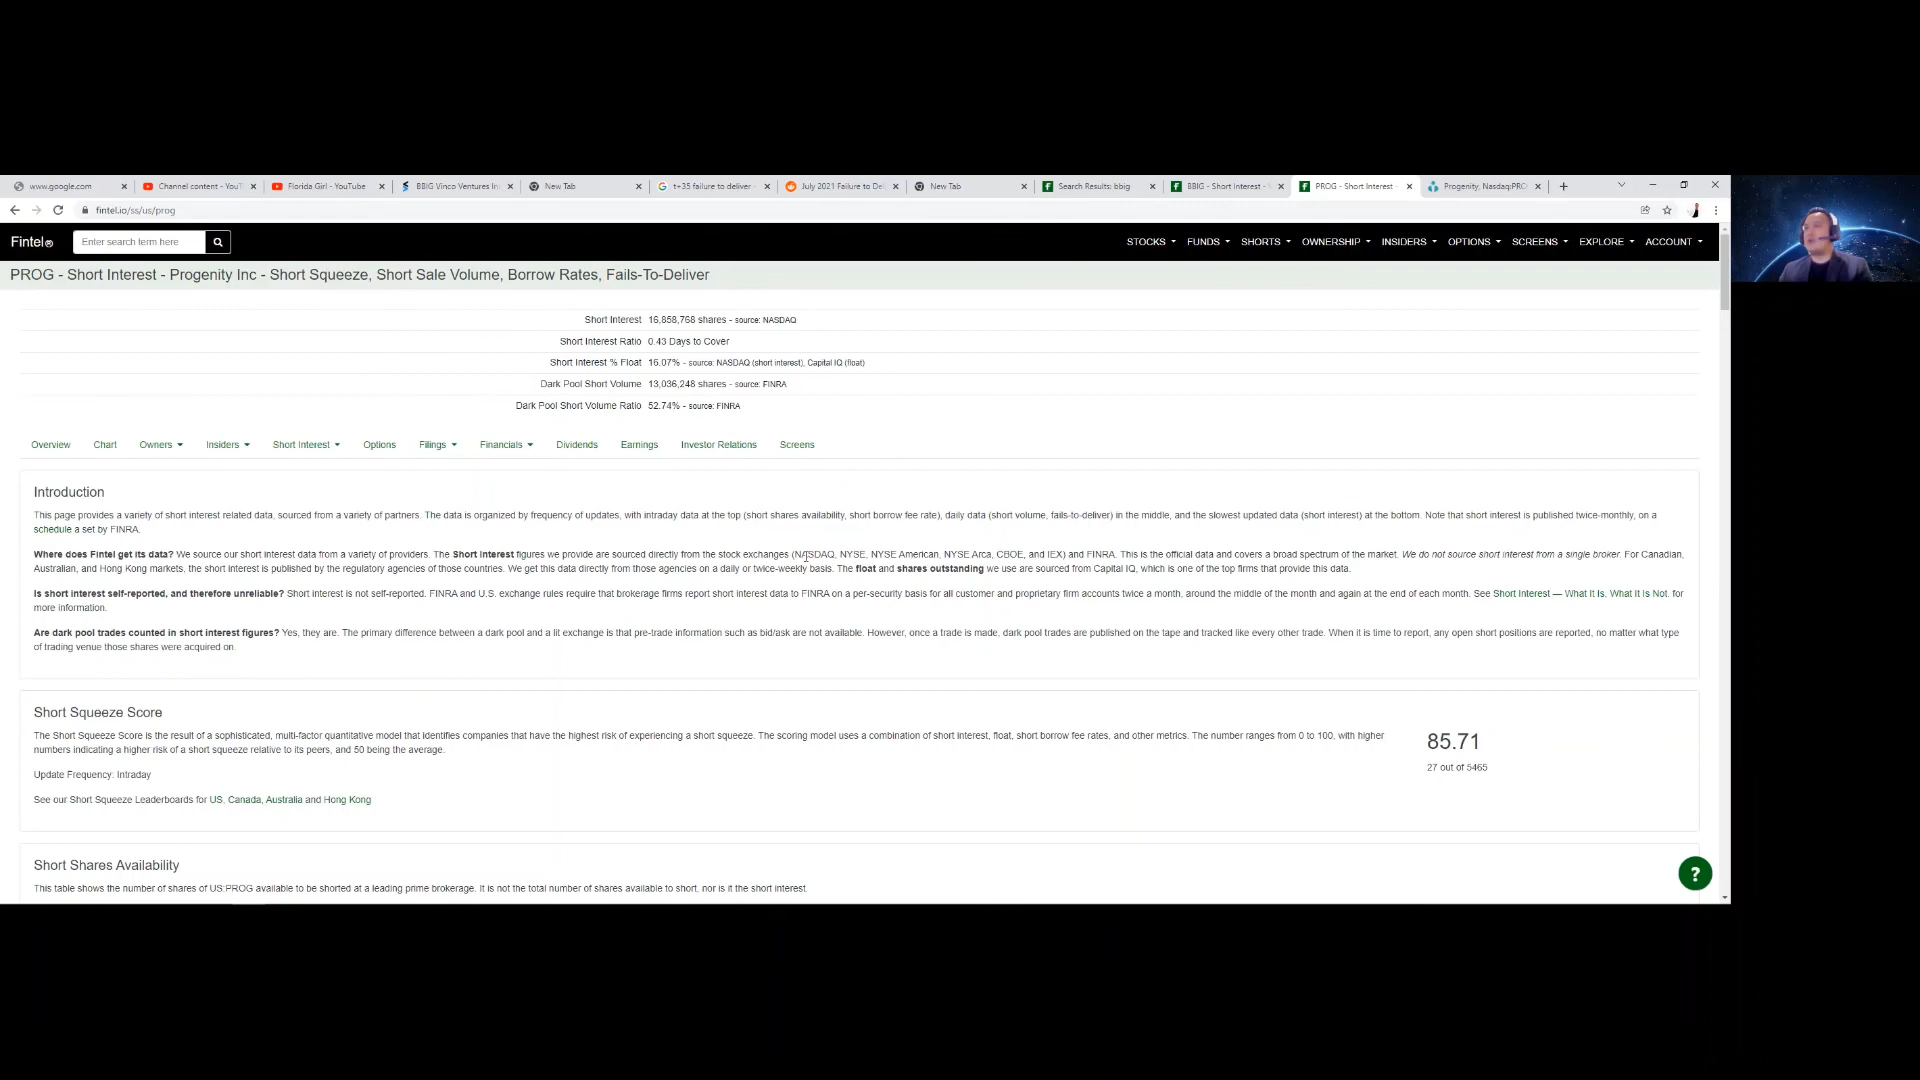 www.google.com
Channel content - YouT
Florida Girl - YouTube
BBIG Vinco Ventures In
New Tab
t+35 failure to deliver -
July 2021 Failure to Del
New Tab
Search Results: bbig
BBIG - Short Interest -
PROG - Short Interest -
Progenity, Nasdaq:PRO
fintel.io/ss/us/prog
Fintel®
Enter search term here
STOCKS FUNDS SHORTS OWNERSHIP INSIDERS OPTIONS SCREENS EXPLORE ACCOUNT
PROG - Short Interest - Progenity Inc - Short Squeeze, Short Sale Volume, Borrow Rates, Fails-To-Deliver
Short Interest 16,858,768 shares - source: NASDAQ
Short Interest Ratio 0.43 Days to Cover
Short Interest % Float 16.07% - source: NASDAQ (short interest), Capital IQ (float)
Dark Pool Short Volume 13,036,248 shares - source: FINRA
Dark Pool Short Volume Ratio 52.74% - source: FINRA
Overview Chart Owners Insiders Short Interest Options Filings Financials Dividends Earnings Investor Relations Screens
Introduction
This page provides a variety of short interest related data, sourced from a variety of partners. The data is organized by frequency of updates, with intraday data at the top (short shares availability, short borrow fee rate), daily data (short volume, fails-to-deliver) in the middle, and the slowest updated data (short interest) at the bottom. Note that short interest is published twice-monthly, on a
schedule a set by FINRA.
Where does Fintel get its data? We source our short interest data from a variety of providers. The Short Interest figures we provide are sourced directly from the stock exchanges (NASDAQ, NYSE, NYSE American, NYSE Arca, CBOE, and IEX) and FINRA. This is the official data and covers a broad spectrum of the market. We do not source short interest from a single broker. For Canadian,
Australian, and Hong Kong markets, the short interest is published by the regulatory agencies of those countries. We get this data directly from those agencies on a daily or twice-weekly basis. The float and shares outstanding we use are sourced from Capital IQ, which is one of the top firms that provide this data.
Is short interest self-reported, and therefore unreliable? Short interest is not self-reported. FINRA and U.S. exchange rules require that brokerage firms report short interest data to FINRA on a per-security basis for all customer and proprietary firm accounts twice a month, around the middle of the month and again at the end of each month. See Short Interest — What It Is, What It Is Not. for
more information.
Are dark pool trades counted in short interest figures? Yes, they are. The primary difference between a dark pool and a lit exchange is that pre-trade information such as bid/ask are not available. However, once a trade is made, dark pool trades are published on the tape and tracked like every other trade. When it is time to report, any open short positions are reported, no matter what type
of trading venue those shares were acquired on.
Short Squeeze Score
The Short Squeeze Score is the result of a sophisticated, multi-factor quantitative model that identifies companies that have the highest risk of experiencing a short squeeze. The scoring model uses a combination of short interest, float, short borrow fee rates, and other metrics. The number ranges from 0 to 100, with higher
numbers indicating a higher risk of a short squeeze relative to its peers, and 50 being the average.
85.71
27 out of 5465
Update Frequency: Intraday
See our Short Squeeze Leaderboards for US, Canada, Australia and Hong Kong
Short Shares Availability
This table shows the number of shares of US:PROG available to be shorted at a leading prime brokerage. It is not the total number of shares available to short, nor is it the short interest.
?